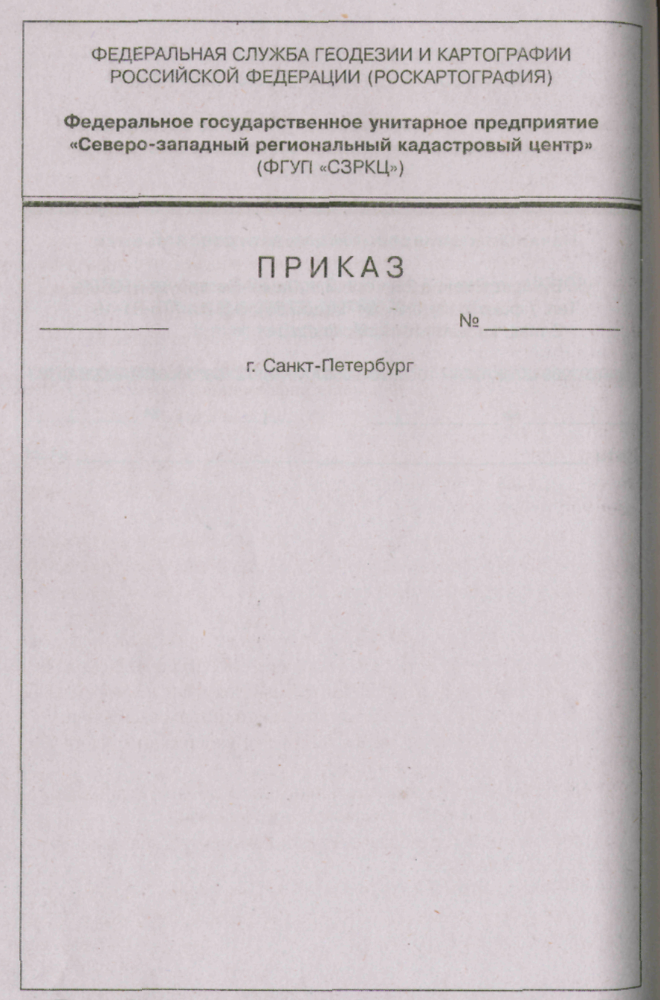 ФЕДЕРАЛЬНАЯ СЛУЖБА ГЕОДЕЗИИ И КАРТОГРАФИИ
РОССИЙСКОЙ ФЕДЕРАЦИИ (РОСКАРТОГРАФИЯ)
Федеральное государственное унитарное предприятие
«Северо-западный региональный кадастровый центр»
(ФГУП «СЗРКЦ»)
ПРИКАЗ
№
г. Санкт-Петербург